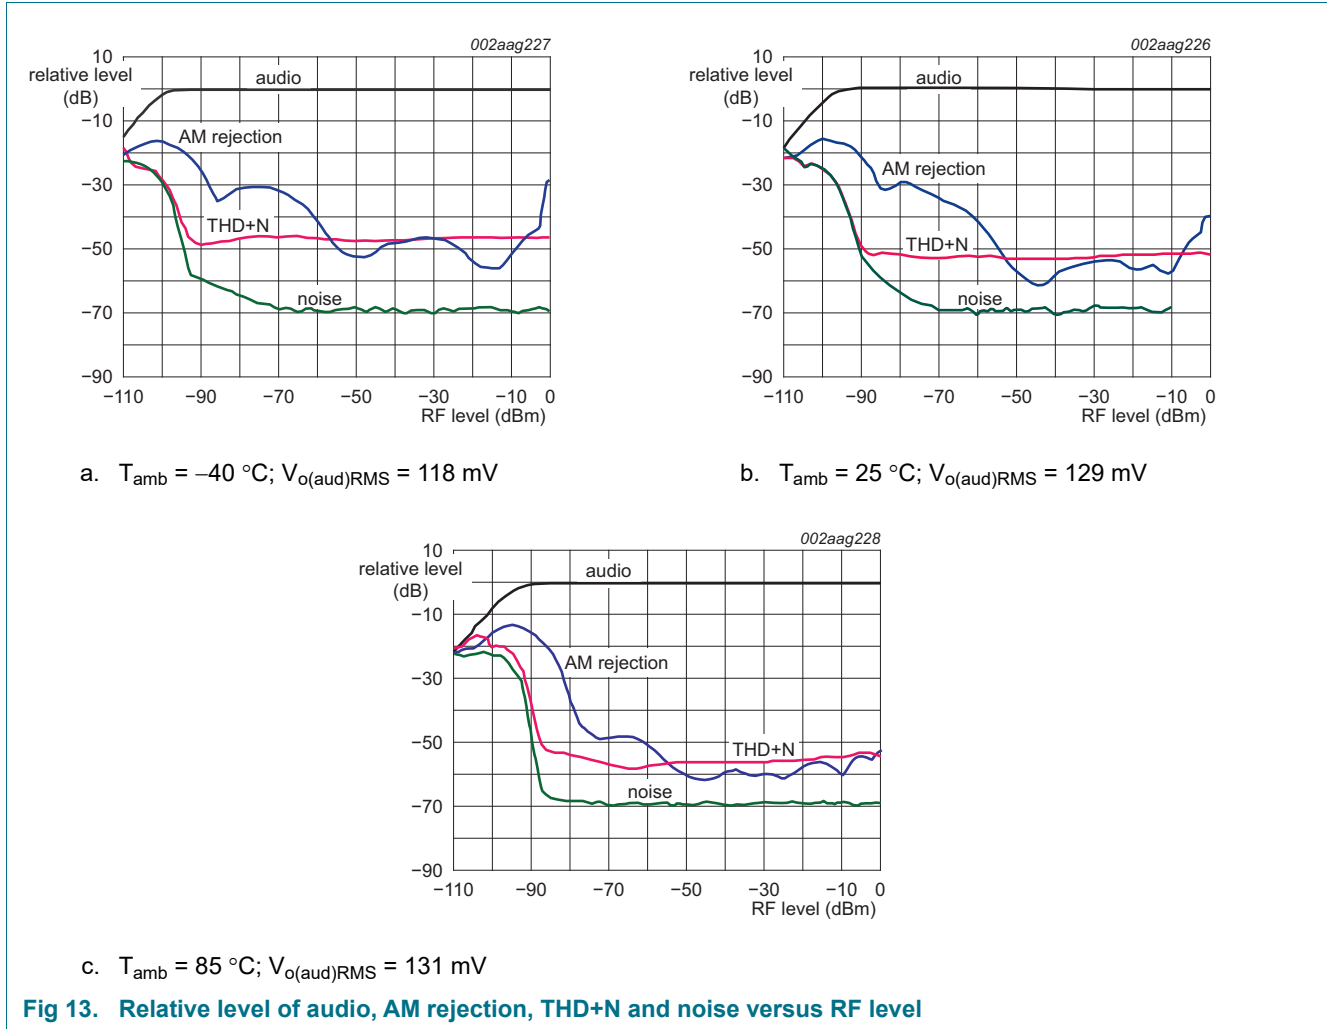 002aag227
10
relative level
(dB)
audio
−10
AM rejection
−30
THD+N
−50
noise
−70
−90
−110 −90 −70 −50 −30 −10 0
RF level (dBm)
a. Tamb = −40 °C; Vo(aud)RMS = 118 mV
002aag226
10
relative level
(dB)
audio
−10
AM rejection
−30
THD+N
−50
noise
−70
−90
−110 −90 −70 −50 −30 −10 0
RF level (dBm)
b. Tamb = 25 °C; Vo(aud)RMS = 129 mV
002aag228
10
relative level
(dB)
audio
−10
AM rejection
−30
−50
THD+N
noise
−70
−90
−110 −90 −70 −50 −30 −10 0
RF level (dBm)
c. Tamb = 85 °C; Vo(aud)RMS = 131 mV
Fig 13. Relative level of audio, AM rejection, THD+N and noise versus RF level